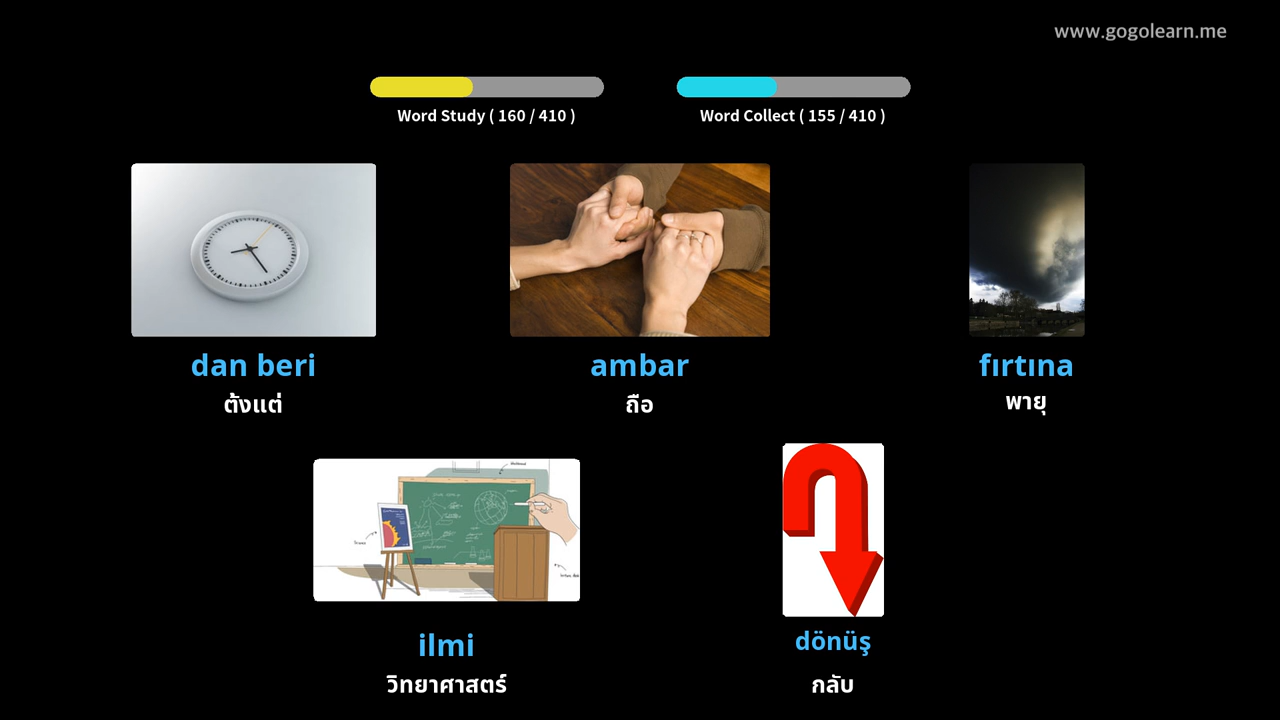 www.gogolearn.me
Word Study ( 160 / 410 )
Word Collect ( 155 / 410 )
dan beri
ตั้งแต่
ambar
ถือ
fırtına
พายุ
ilmi
วิทยาศาสตร์
dönüş
กลับ